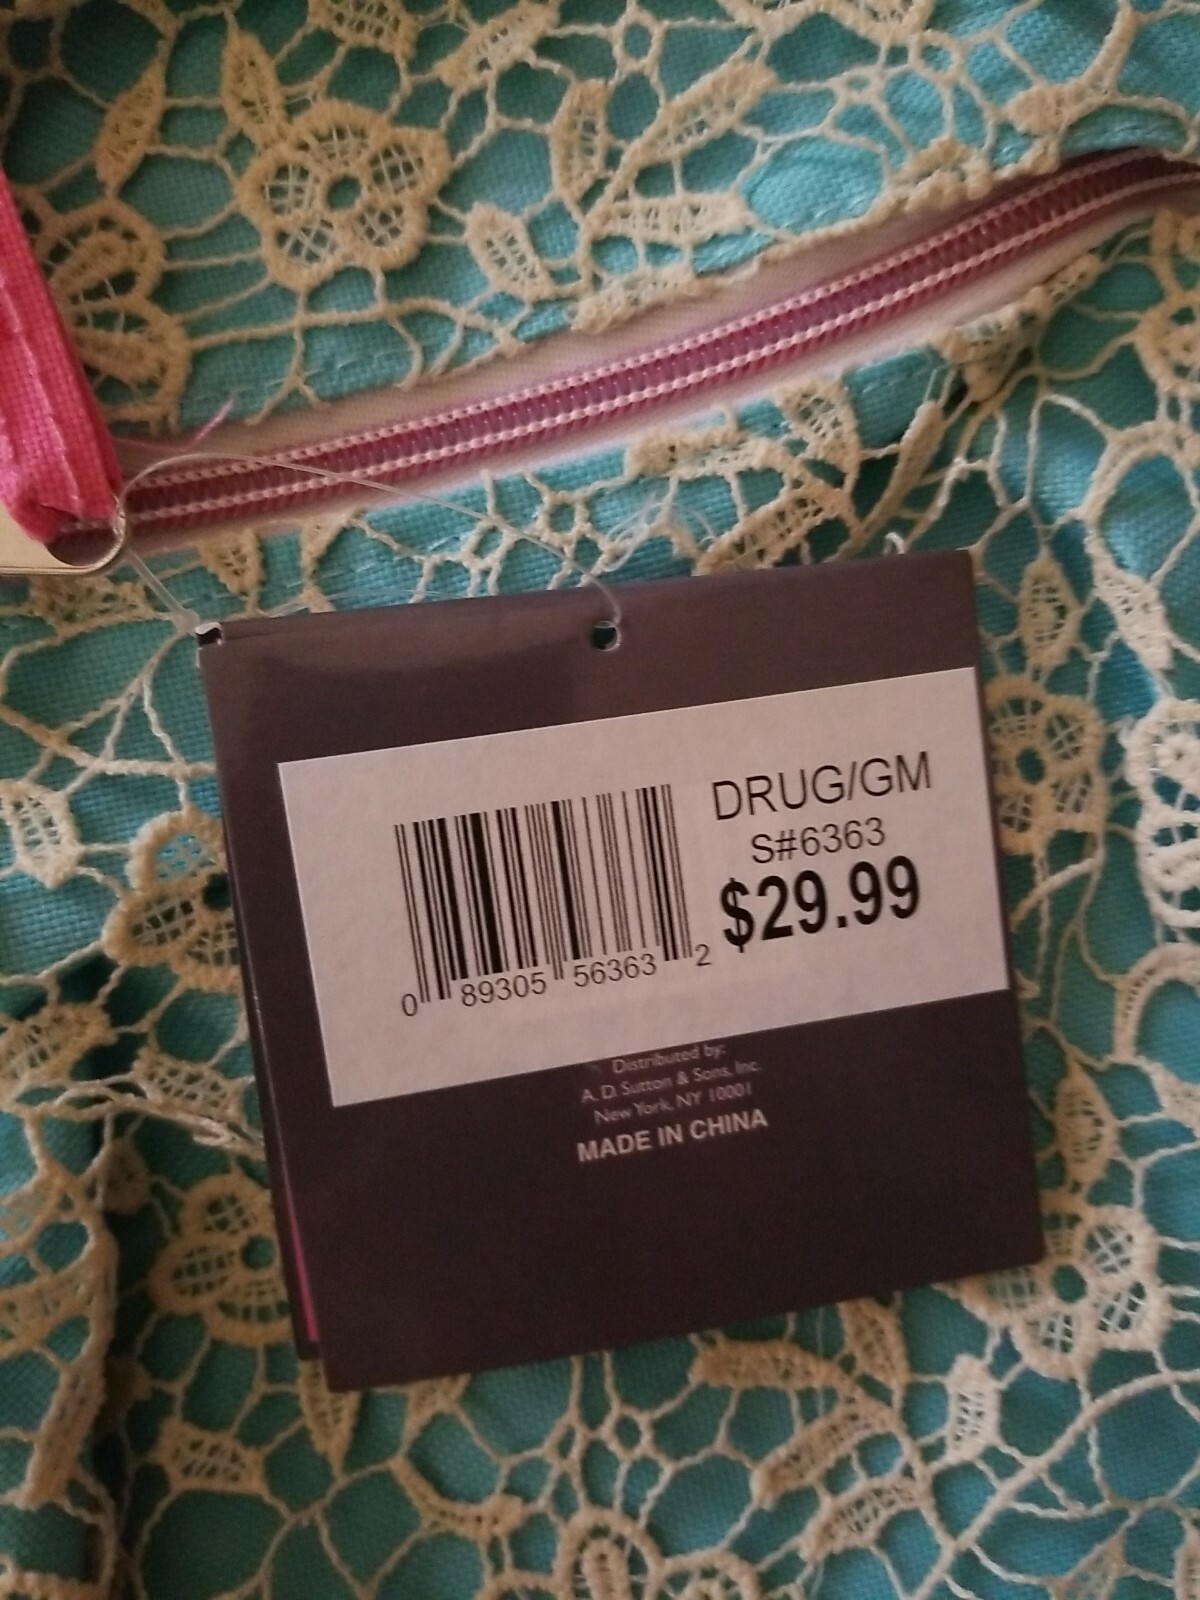 DRUG/GM
S#6363
$29.99
0 89305 56363 2
Distributed by:
A. D. Sutton & Sons, Inc.
New York, NY 10001
MADE IN CHINA